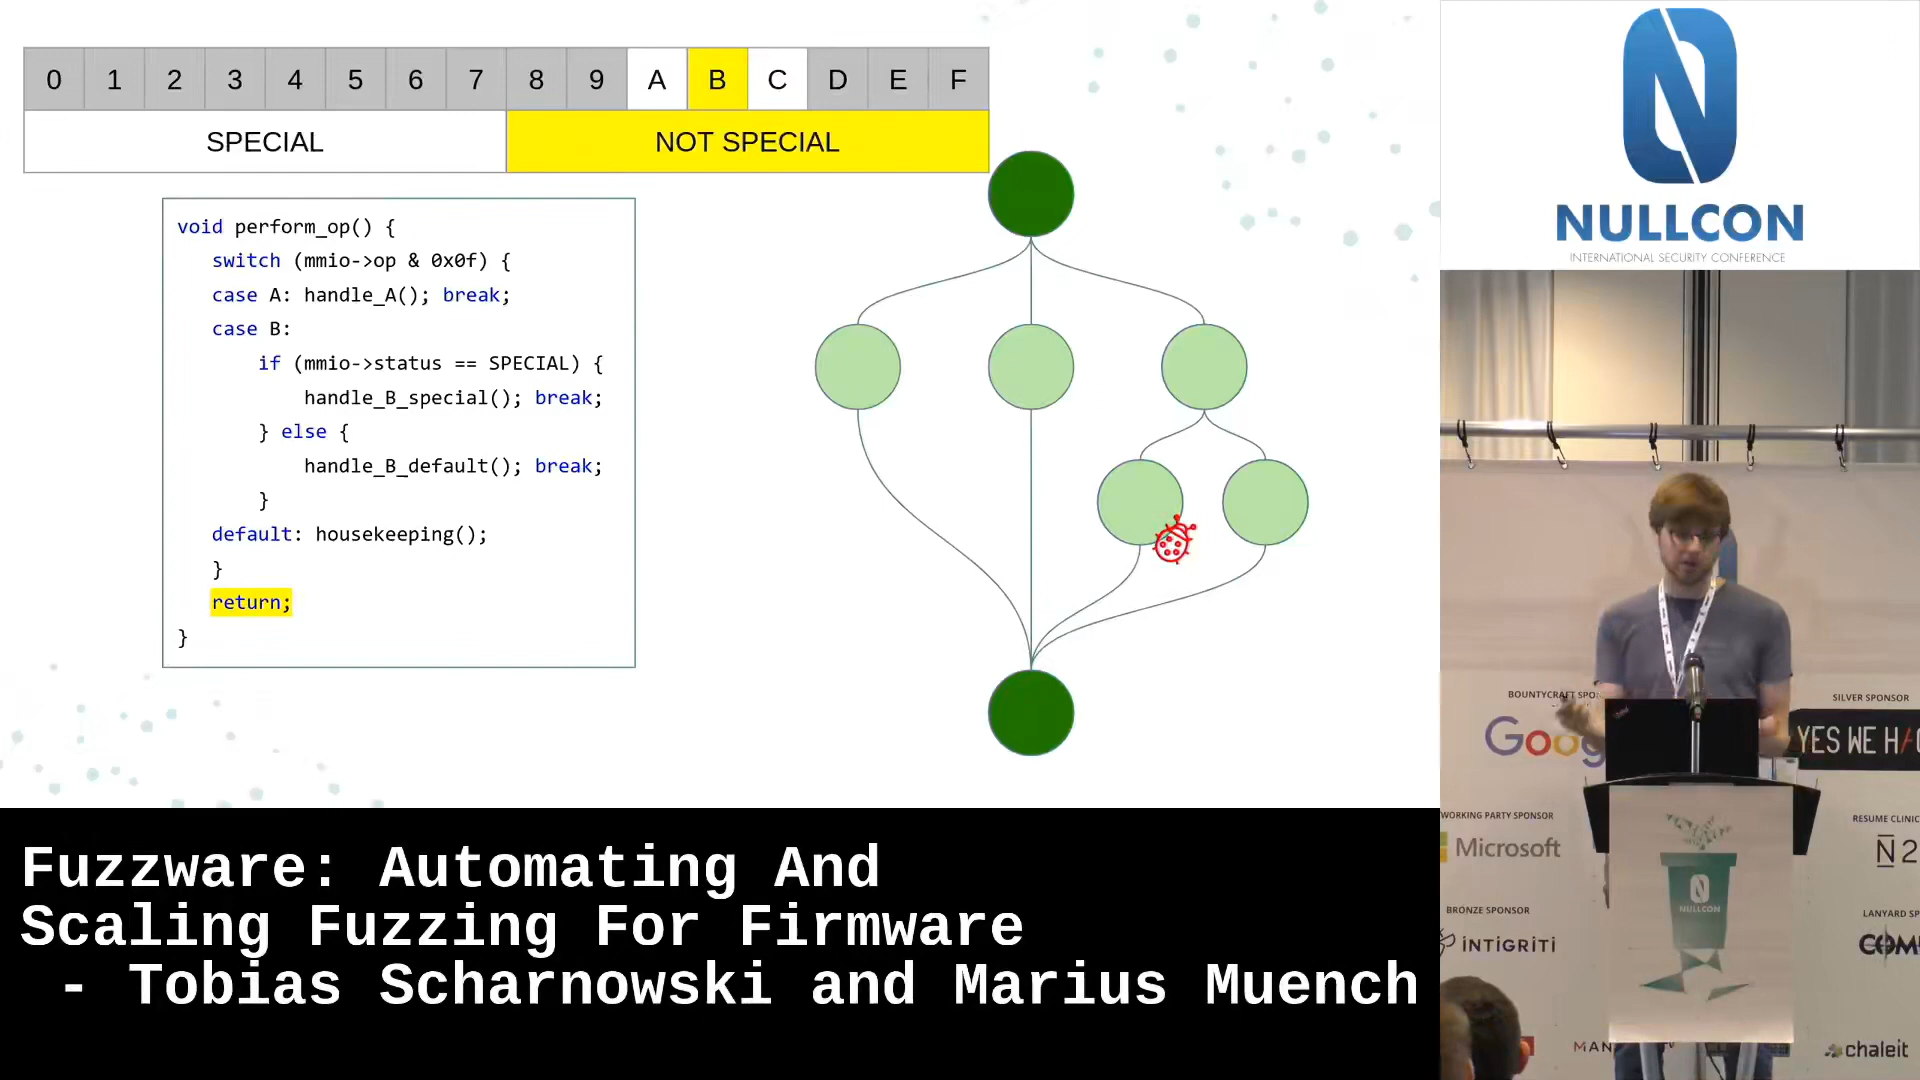 0 1 2 3 4 5 6 7 8 9 A B C D E F
SPECIAL NOT SPECIAL
void perform_op() {
switch (mmio->op & 0x0f) {
case A: handle_A(); break;
case B:
if (mmio->status == SPECIAL) {
handle_B_special(); break;
} else {
handle_B_default(); break;
}
default: housekeeping();
}
return;
}
Fuzzware: Automating And
Scaling Fuzzing For Firmware
- Tobias Scharnowski and Marius Muench
NULLCON
INTERNATIONAL SECURITY CONFERENCE
BOUNTYCRAFT
SILVER SPONSOR
YES WE
WORKING PARTY SPONSOR
Microsoft
RESUME
NULLCON
BRONZE SPONSOR
LANYARD
INTIGRITI
chaleit